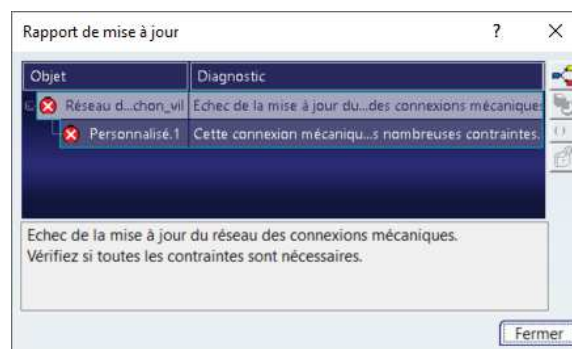 Rapport de mise à jour
?
Objet
Diagnostic
Réseau d...chon_vil
Echec de la mise à jour du...des connexions mécaniques
Personnalisé.1
Cette connexion mécaniqu...s nombreuses contraintes.
Echec de la mise à jour du réseau des connexions mécaniques.
Vérifiez si toutes les contraintes sont nécessaires.
Fermer